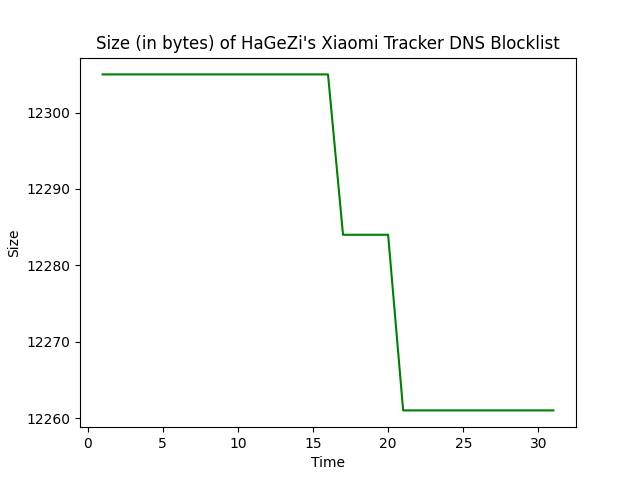 Size (in bytes) of HaGeZi's Xiaomi Tracker DNS Blocklist
12300
12290
12280
12270
12260
Size
0 5 10 15 20 25 30
Time